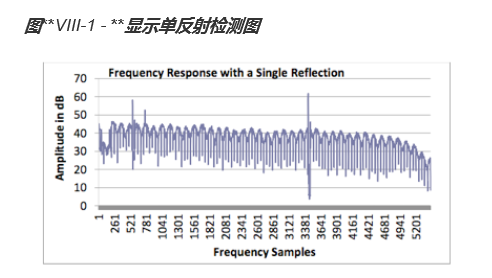 图**VIII-1 - **显示单反射检测图
Frequency Response with a Single Reflection
Amplitude in dB
70
60
50
40
30
20
10
0
1 261 521 781 1041 1301 1561 1821 2081 2341 2601 2861 3121 3381 3641 3901 4161 4421 4681 4941 5201
Frequency Samples